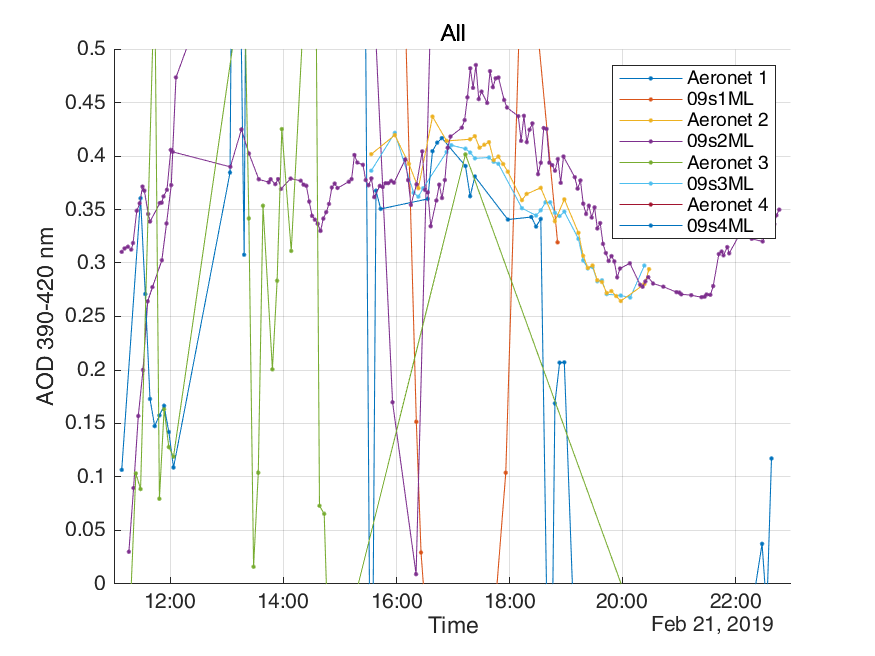 All
0.5
0.45
0.4
0.35
0.3
0.25
0.2
0.15
0.1
0.05
0
AOD 390-420 nm
Aeronet 1
09s1ML
Aeronet 2
09s2ML
Aeronet 3
09s3ML
Aeronet 4
09s4ML
12:00 14:00 16:00 18:00 20:00 22:00
Time
Feb 21, 2019